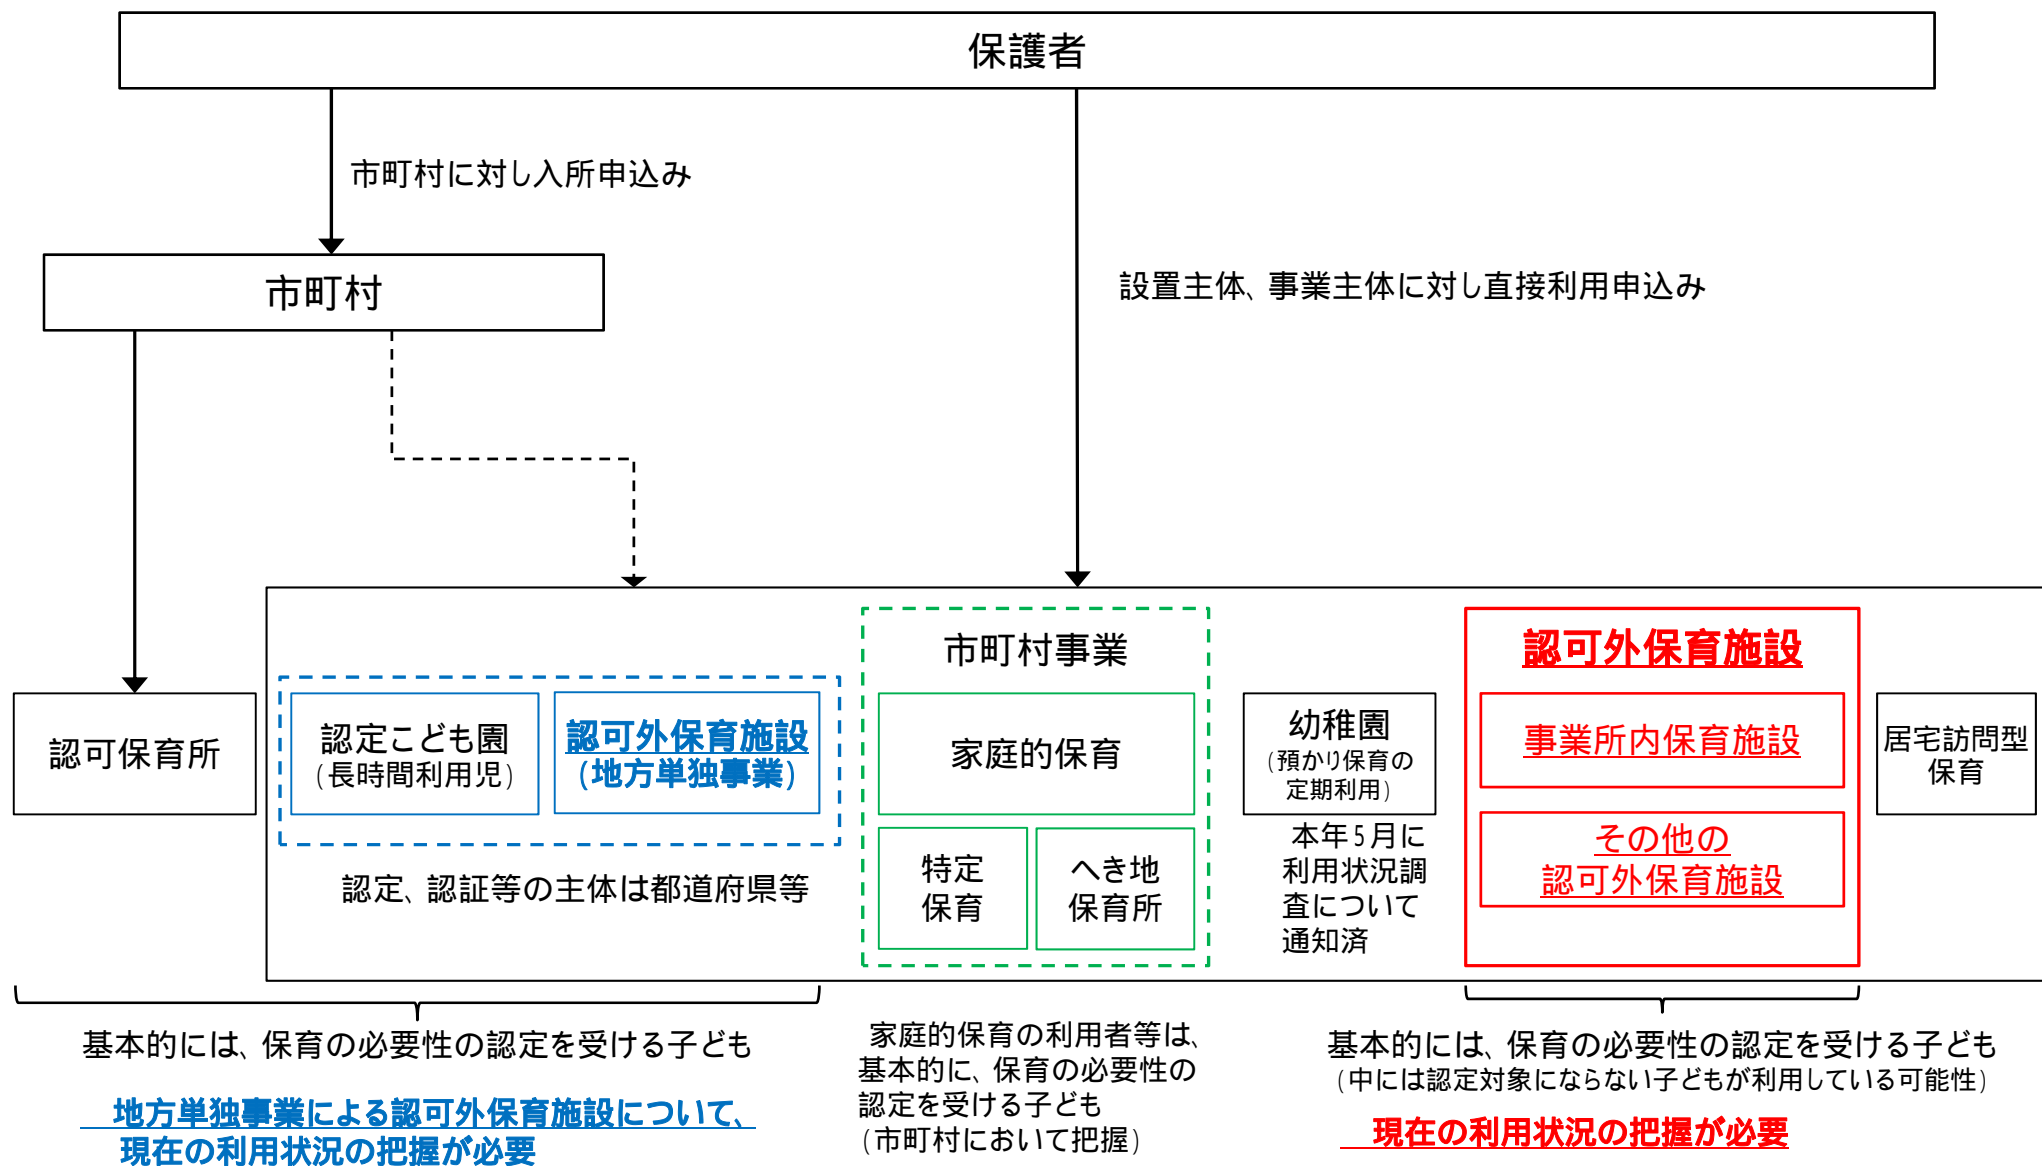 保護者
市町村に対し入所申込み
市町村
設置主体、事業主体に対し直接利用申込み
認可保育所
認定こども園
(長時間利用児)
認可外保育施設
(地方単独事業)
認定、認証等の主体は都道府県等
市町村事業
家庭的保育
特定
保育
へき地
保育所
幼稚園
(預かり保育の
定期利用)
本年5月に
利用状況調
査について
通知済
認可外保育施設
事業所内保育施設
その他の
認可外保育施設
居宅訪問型
保育
基本的には、保育の必要性の認定を受ける子ども
地方単独事業による認可外保育施設について、
現在の利用状況の把握が必要
家庭的保育の利用者等は、
基本的に、保育の必要性の
認定を受ける子ども
(市町村において把握)
基本的には、保育の必要性の認定を受ける子ども
(中には認定対象にならない子どもが利用している可能性)
現在の利用状況の把握が必要